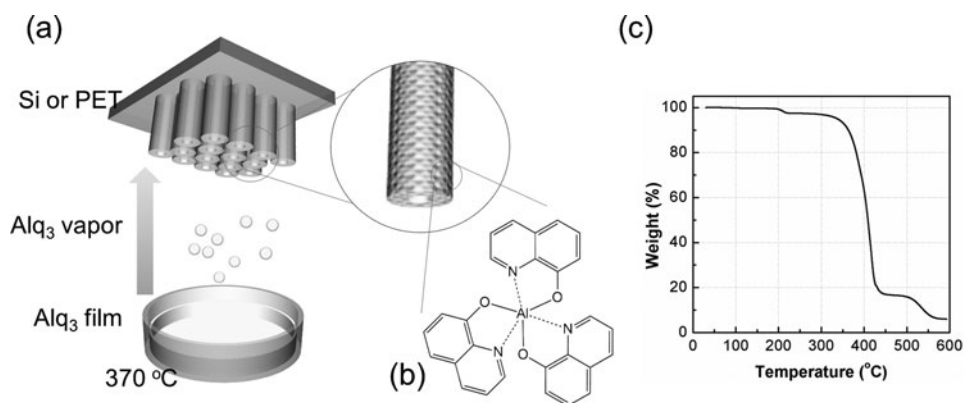 (a)
Si or PET
Alq₃ vapor
Alq₃ film
370 ºC
(b)
N
O
O
Al
N
N
O
(c)
100
80
60
40
20
0
Weight (%)
0 100 200 300 400 500 600
Temperature (°C)